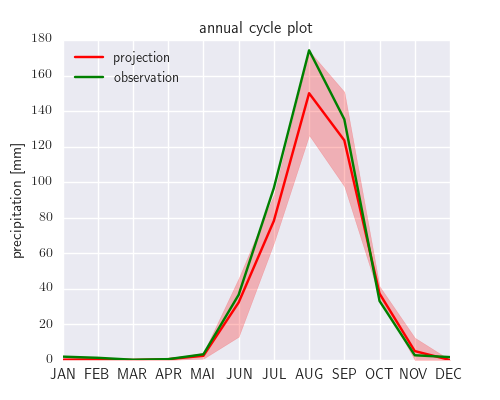 annual cycle plot
projection
observation
precipitation [mm]
180
160
140
120
100
80
60
40
20
0
JAN FEB MAR APR MAI JUN JUL AUG SEP OCT NOV DEC